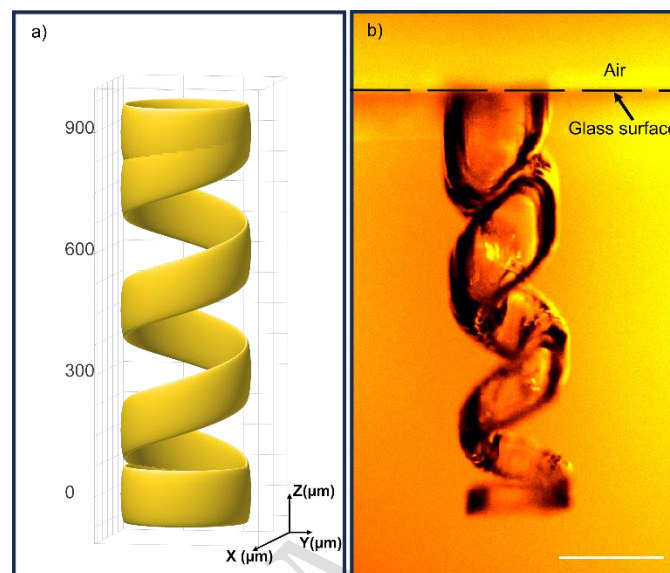 a)
900
600
300
0
Z(µm)
Y(µm)
X (µm)
b)
Air
Glass surface